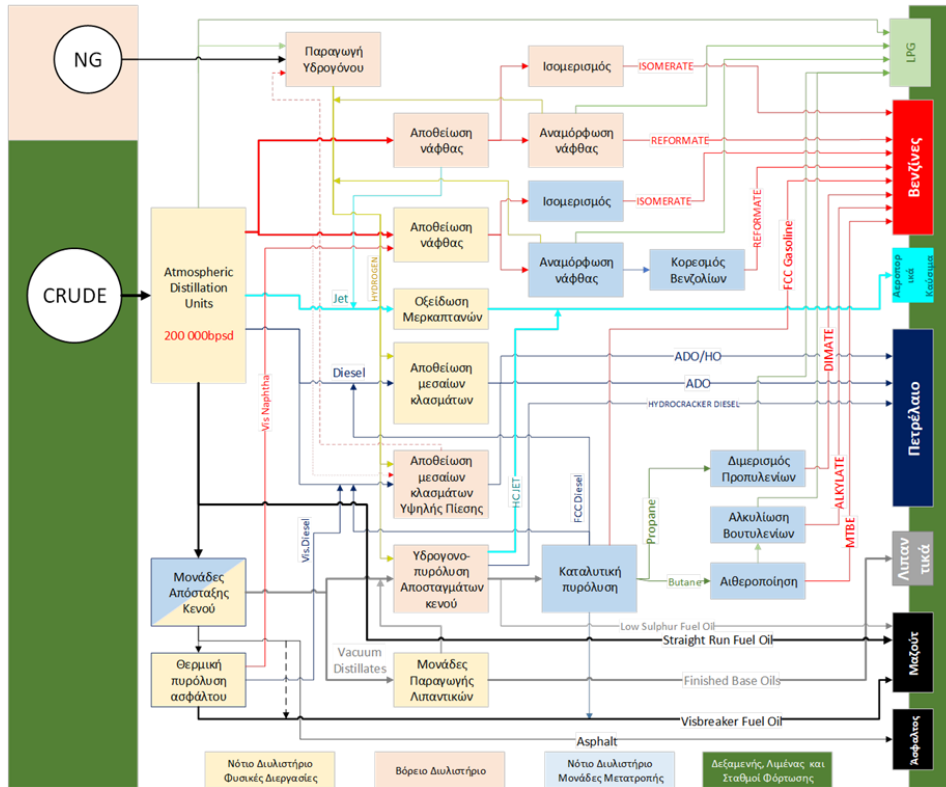 NG
Παραγωγή
Υδρογόνου
Ισομερισμός
ISOMERATE
LPG
Αποθείωση
νάφθας
Αναμόρφωση
νάφθας
REFORMATE
Βενζίνες
Ισομερισμός
ISOMERATE
Αποθείωση
νάφθας
Αναμόρφωση
νάφθας
Κορεσμός
Βενζολίων
REFORMATE
FCC Gasoline
HYDROGEN
CRUDE
Atmospheric
Distillation
Units
200 000bpsd
Jet
Οξείδωση
Μερκαπτανών
Αεροπορ
ικά
Καύσιμα
Vis Naphtha
Diesel
Αποθείωση
μεσαίων
κλασμάτων
ADO/HO
ADO
HYDROCRACKER DIESEL
DIMATE
Πετρέλαιο
Αποθείωση
μεσαίων
κλασμάτων
Υψηλής Πίεσης
HC JET
FCC Diesel
Propane
Διμερισμός
Προπυλενίων
ALKYLATE
MTBE
Vis.Diesel
Αλκυλίωση
Βουτυλενίων
Λιπαν
τικά
Μονάδες
Απόσταξης
Κενού
Υδρογονο-
πυρόλυση
Αποσταγμάτων
κενού
Καταλυτική
πυρόλυση
Butane
Αιθεροποίηση
Low Sulphur Fuel Oil
Straight Run Fuel Oil
Μαζούτ
Θερμική
πυρόλυση
ασφάλτου
Vacuum
Distillates
Μονάδες
Παραγωγής
Λιπαντικών
Finished Base Oils
Visbreaker Fuel Oil
Asphalt
Άσφαλτος
Νότιο Διυλιστήριο
Φυσικές Διεργασίες
Βόρειο Διυλιστήριο
Νότιο Διυλιστήριο
Μονάδες Μετατροπής
Δεξαμενής, Λιμένας και
Σταθμοί Φόρτωσης